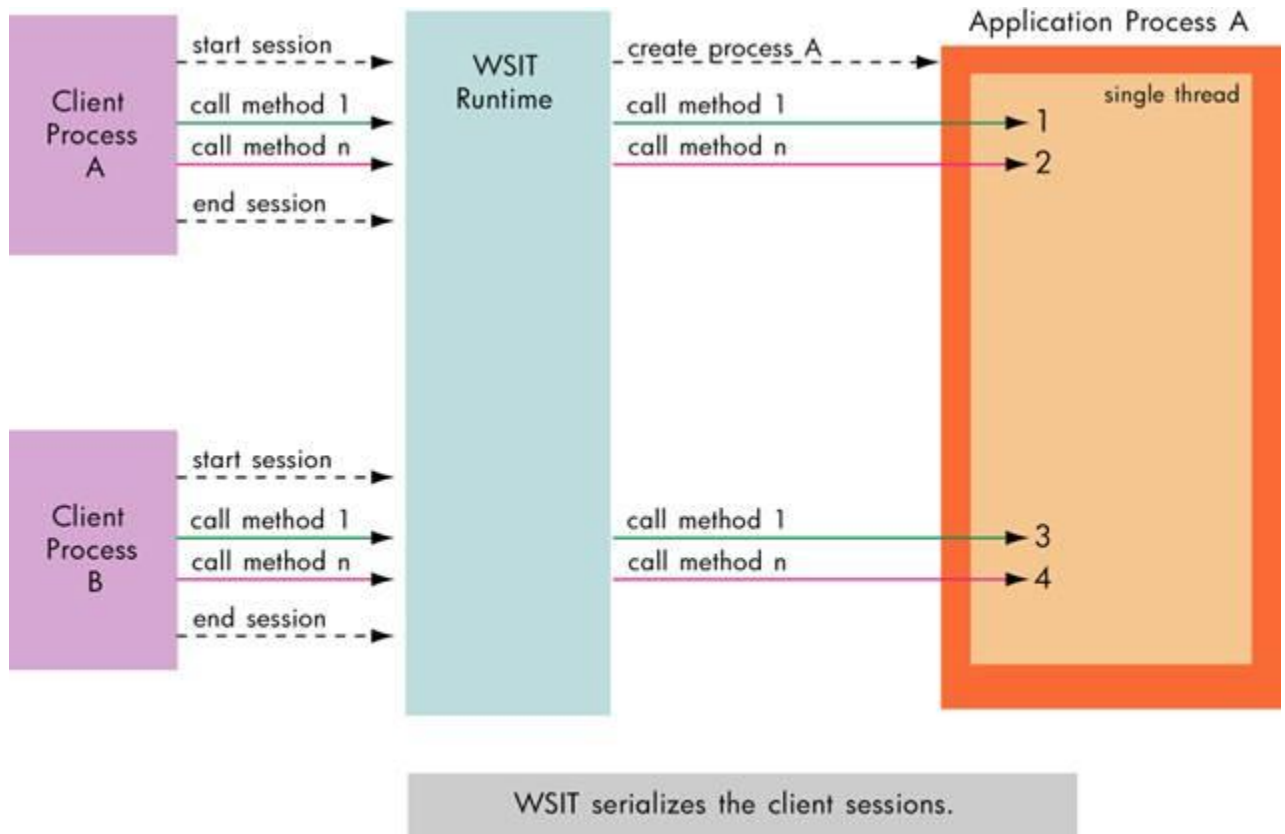 Application Process A
start session
create process A
WSIT
Runtime
single thread
Client
Process
A
call method 1
call method 1
1
call method n
call method n
2
end session
start session
Client
Process
B
call method 1
call method 1
3
call method n
call method n
4
end session
WSIT serializes the client sessions.